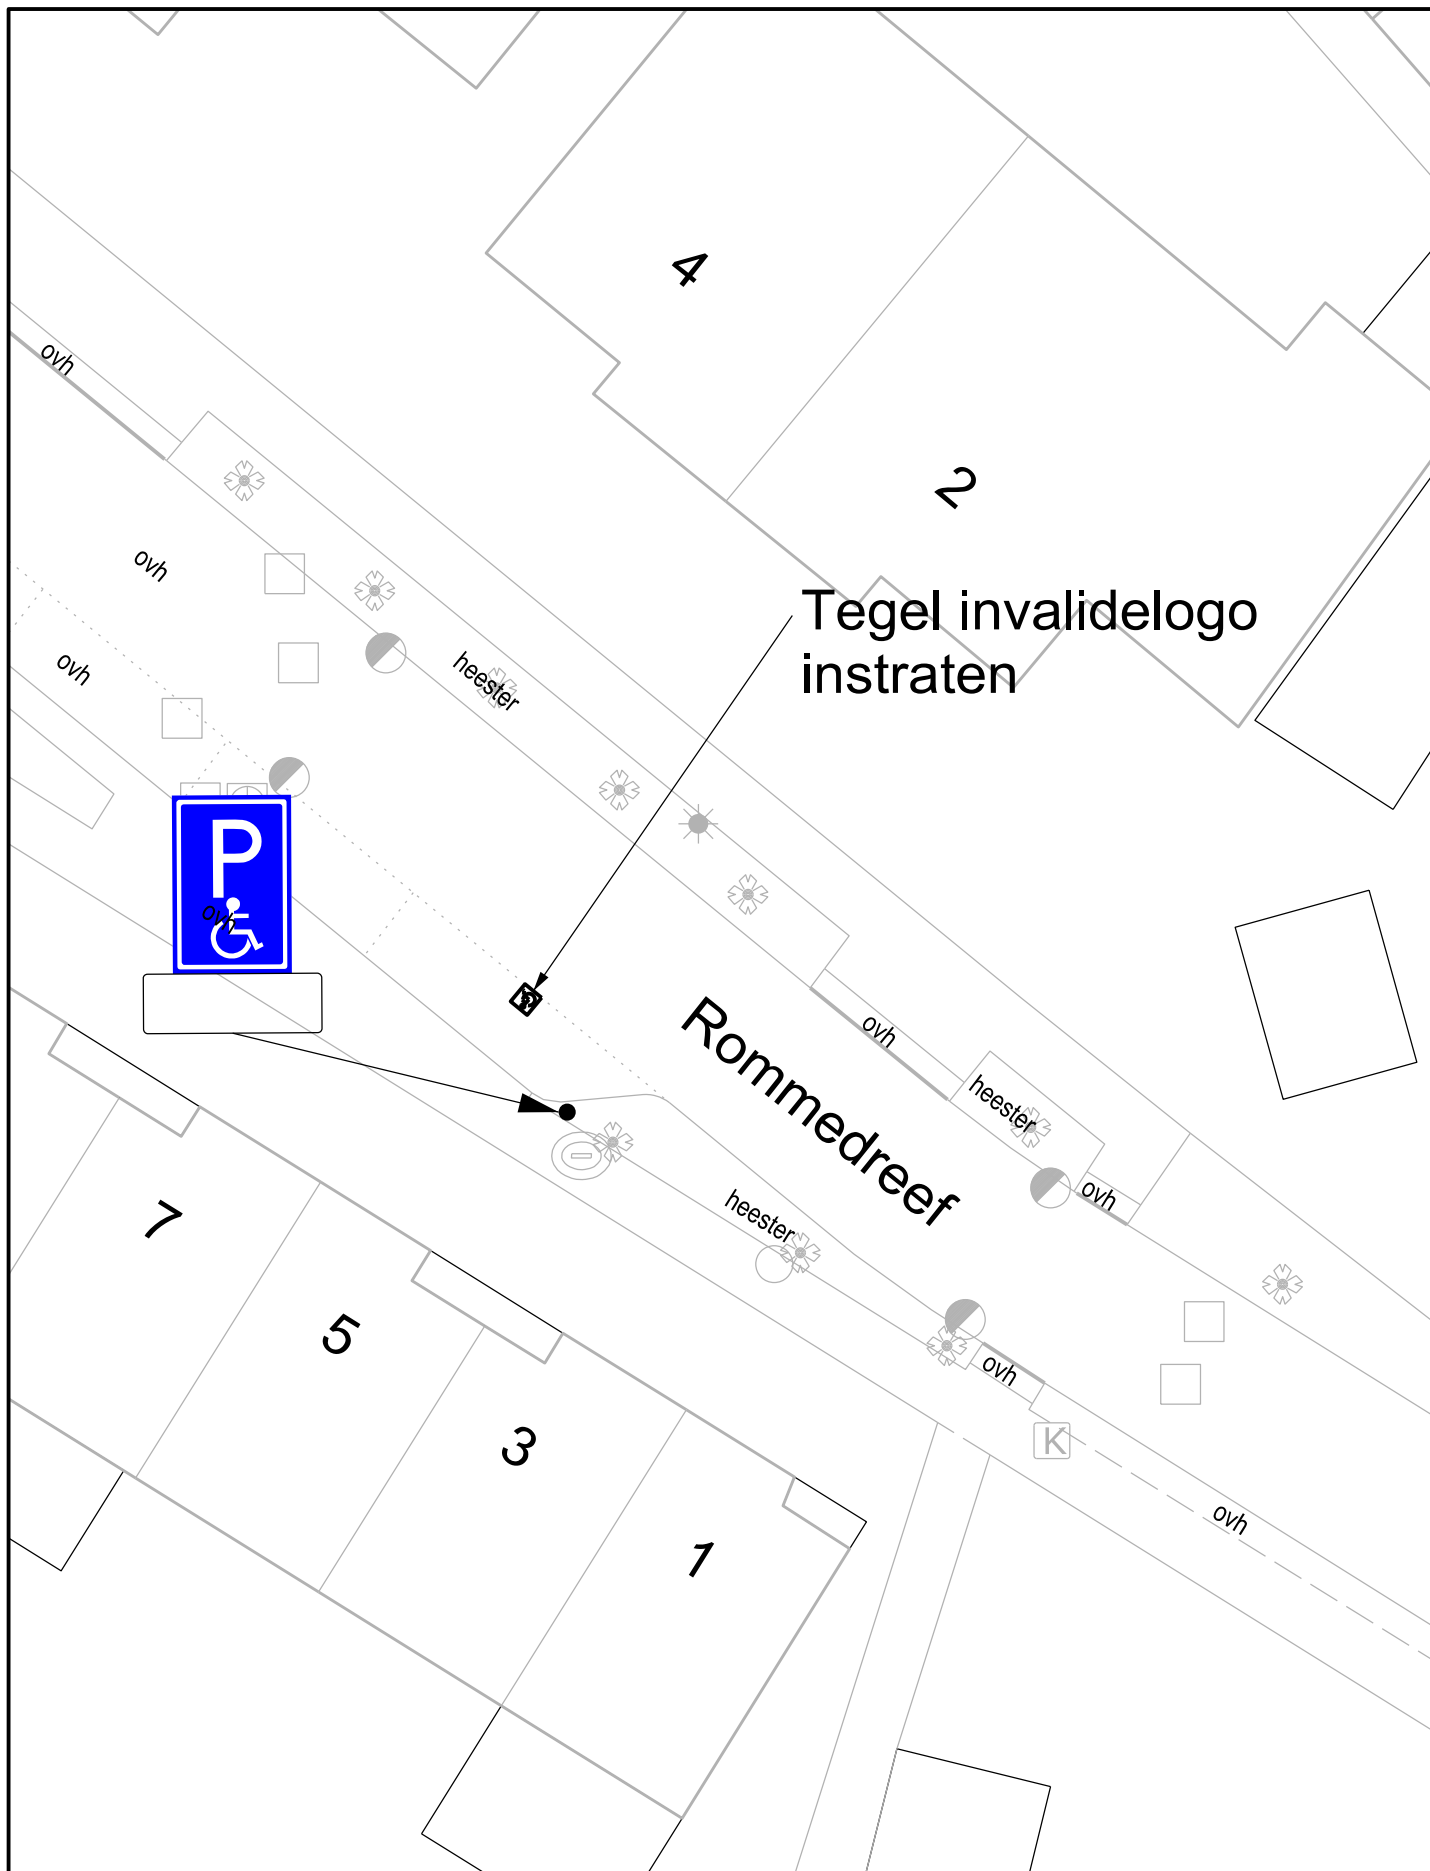 4
ovh
2
ovh
Tegel invalidelogo
instraten
ovh
heester
P
ovh
Rommedreef
ovh
heester
ovh
7
heester
5
ovh
3
K
ovh
1